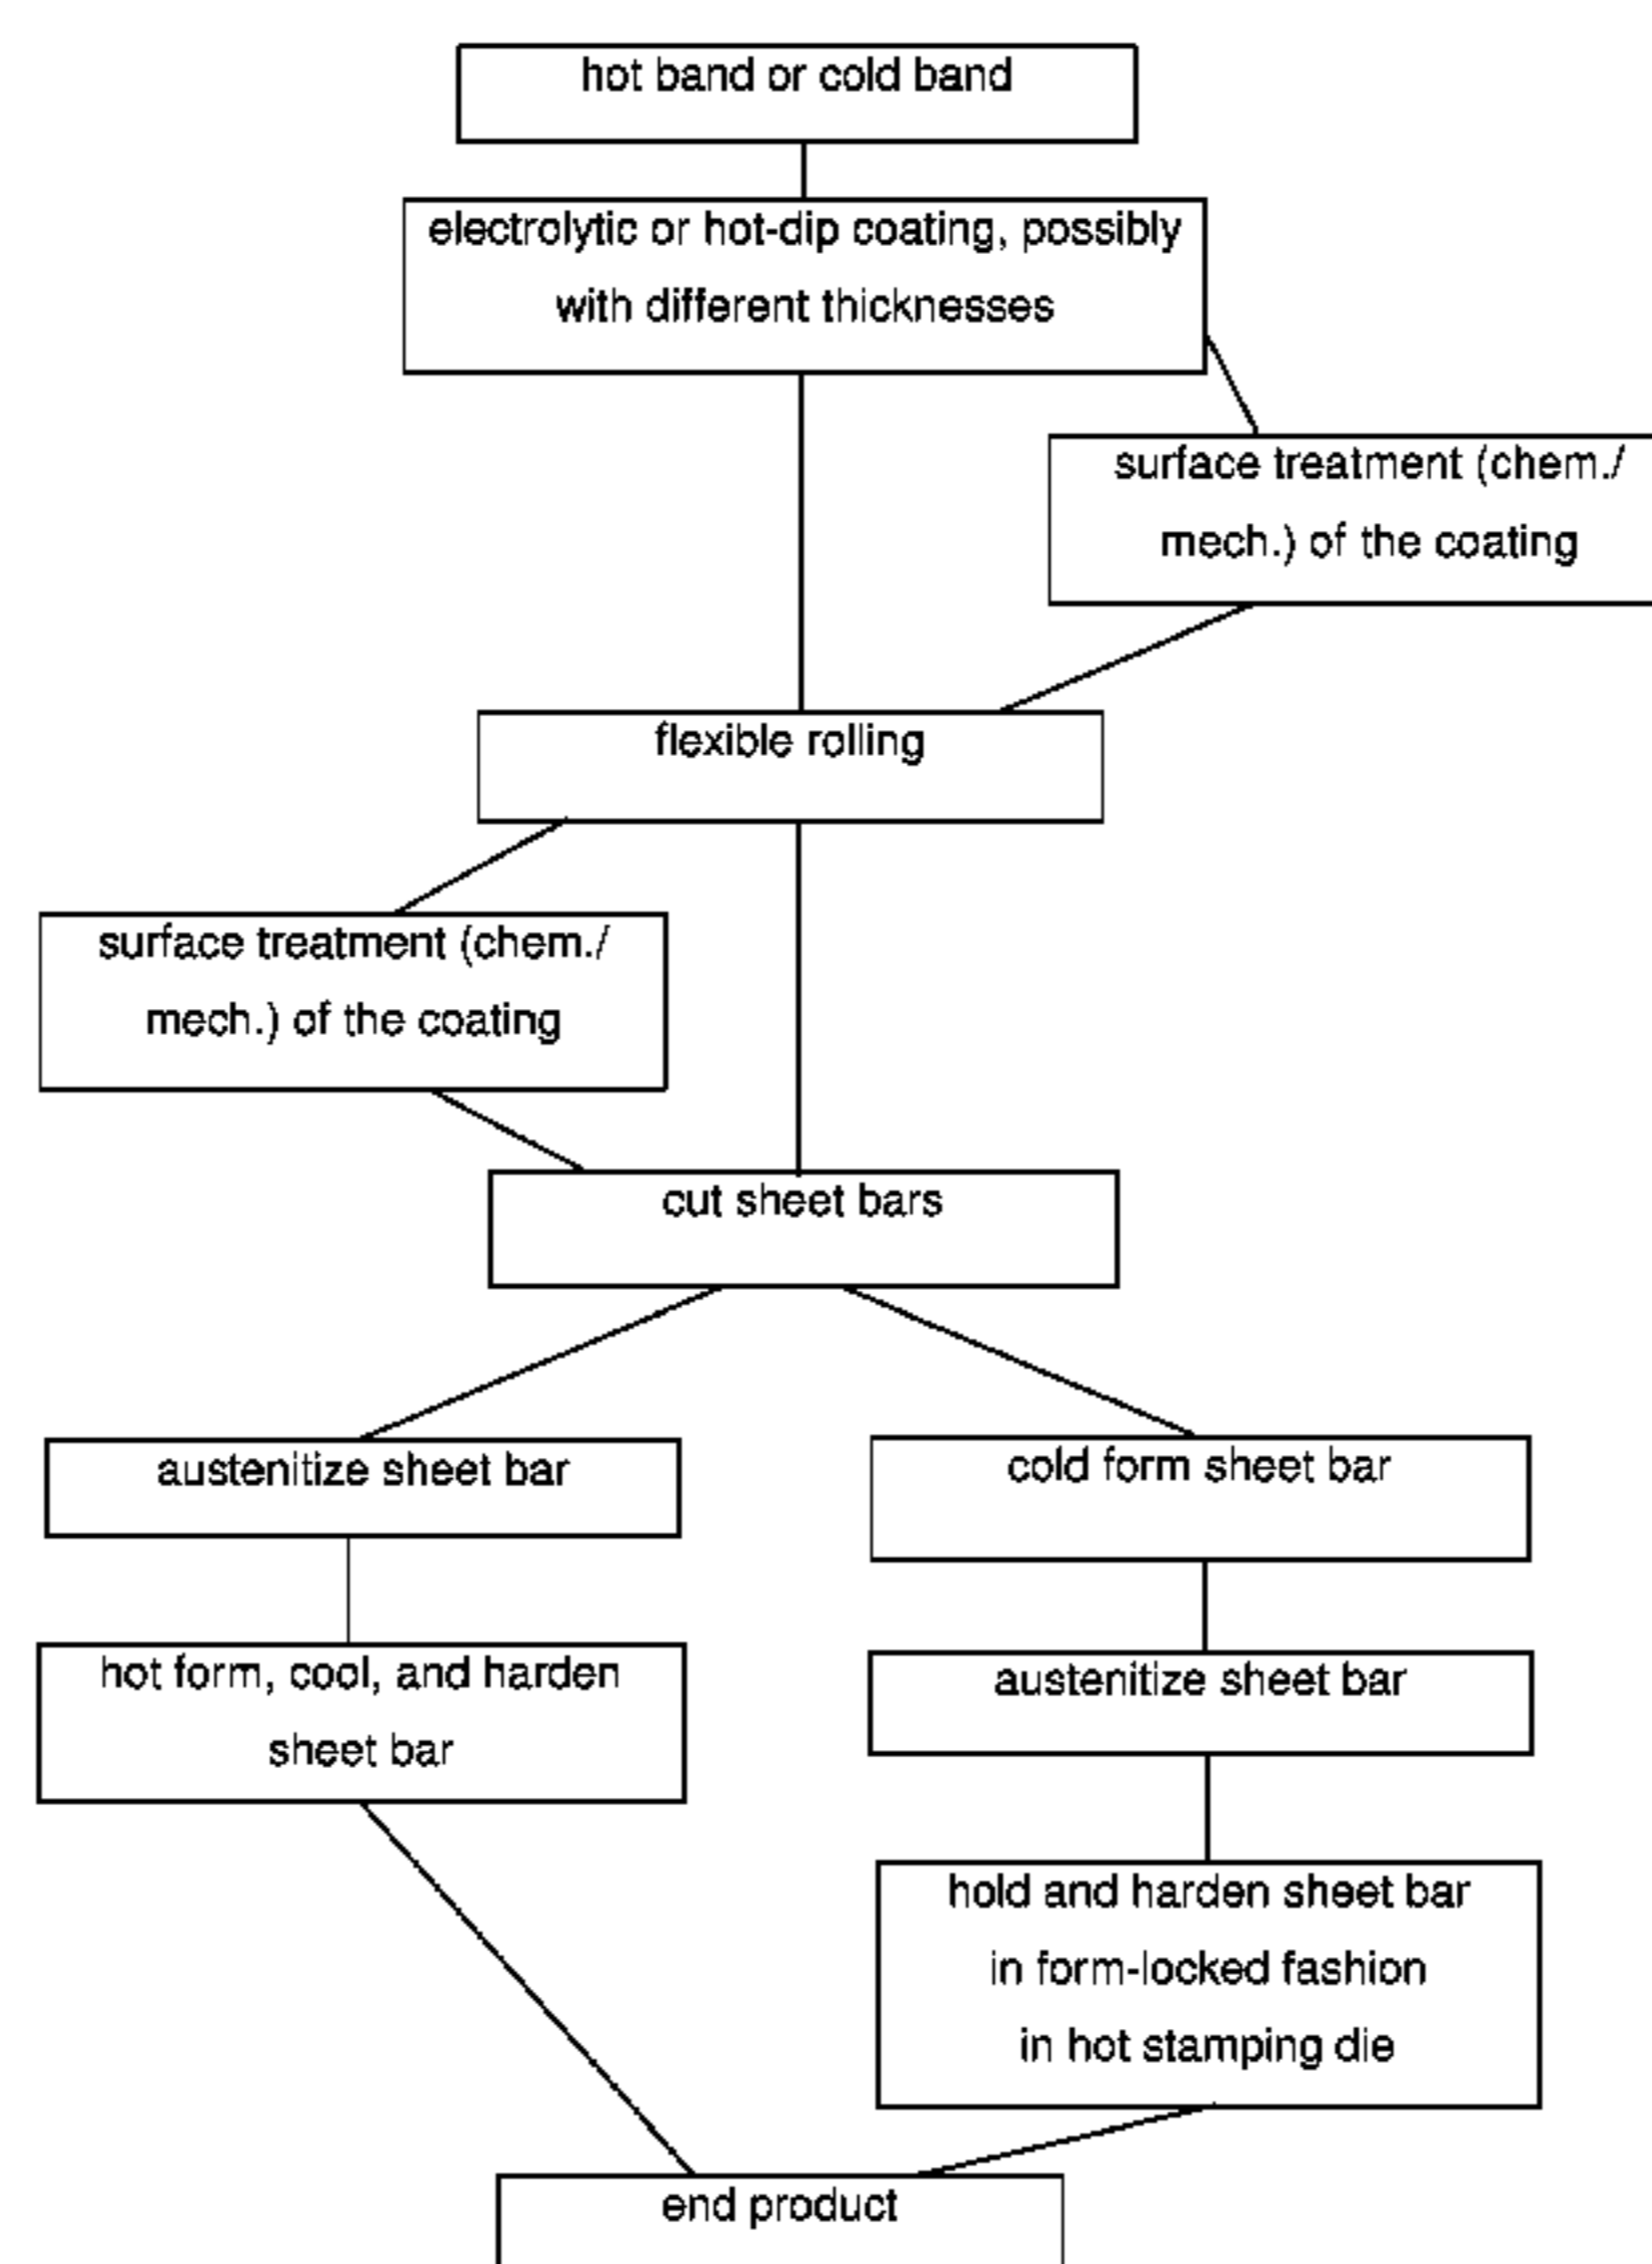 hot band or cold band
electrolytic or hot-dip coating, possibly
with different thicknesses
surface treatment (chem./
mech.) of the coating
flexible rolling
surface treatment (chem./
mech.) of the coating
cut sheet bars
austenitize sheet bar
cold form sheet bar
hot form, cool, and harden
sheet bar
austenitize sheet bar
hold and harden sheet bar
in form-locked fashion
in hot stamping die
end product